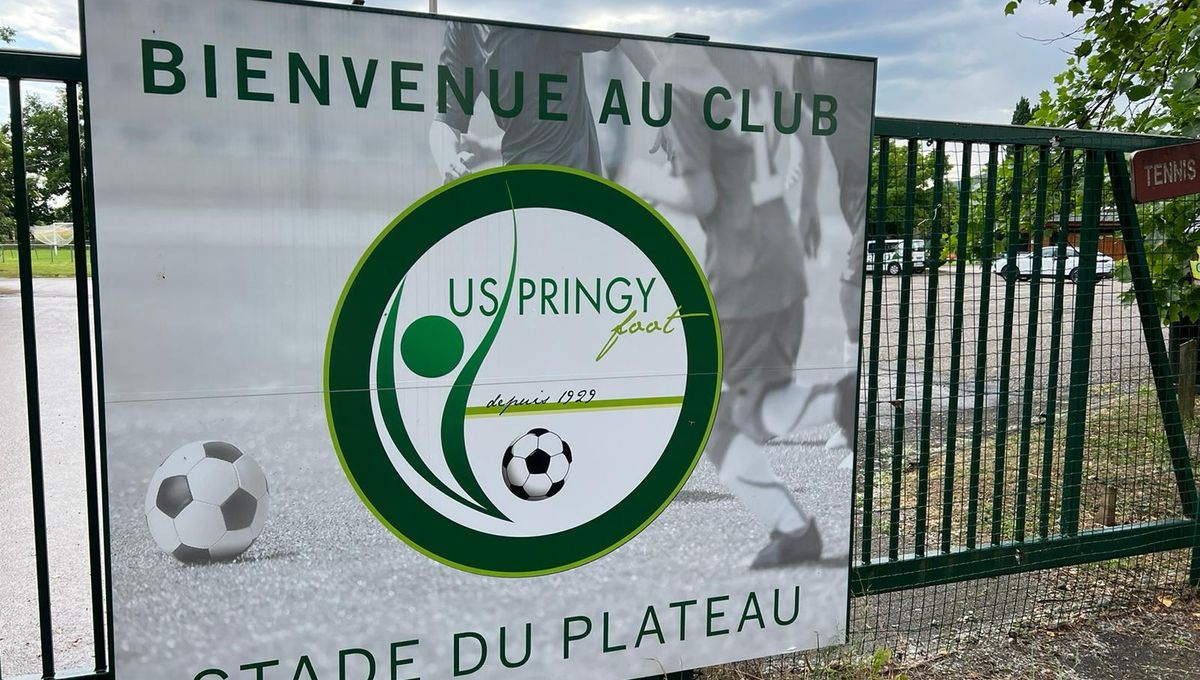 BIENVENUE AU CLUB
TENNIS
US PRINGY
foot
depuis 1929
STADE DU PLATEAU